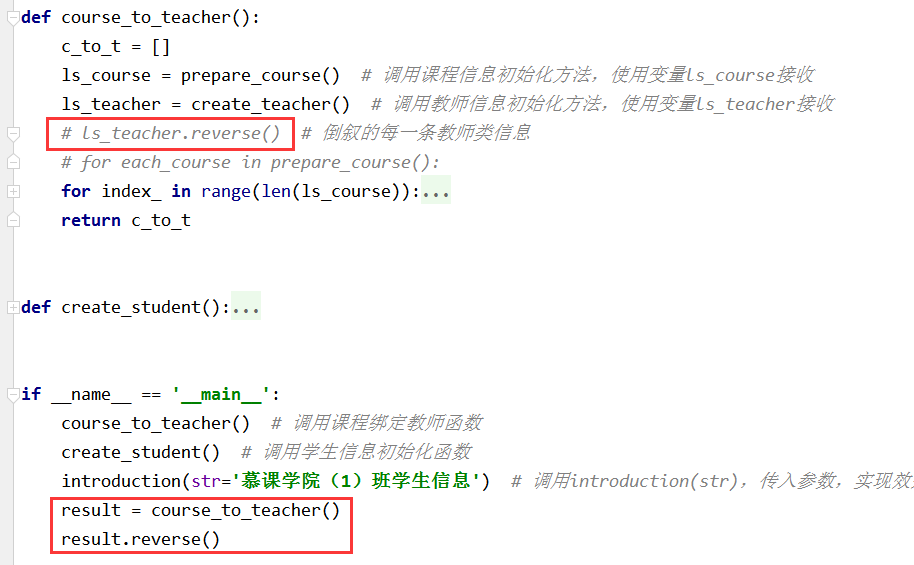 def course_to_teacher():
c_to_t = []
ls_course = prepare_course()  # 调用课程信息初始化方法，使用变量ls_course接收
ls_teacher = create_teacher()  # 调用教师信息初始化方法，使用变量ls_teacher接收
# ls_teacher.reverse()  # 倒叙的每一条教师类信息
# for each_course in prepare_course():
for index_ in range(len(ls_course)):...
return c_to_t
def create_student():...
if __name__ == '__main__':
course_to_teacher()  # 调用课程绑定教师函数
create_student()  # 调用学生信息初始化函数
introduction(str='慕课学院（1）班学生信息')  # 调用introduction(str)，传入参数，实现效
result = course_to_teacher()
result.reverse()